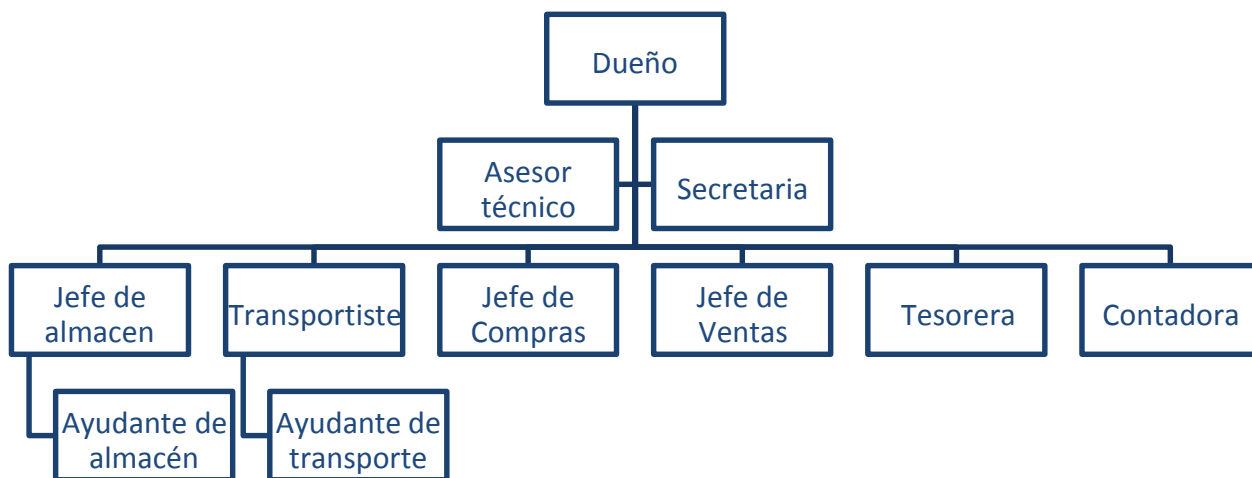 Dueño
Asesor
técnico
Secretaria
Jefe de
almacen
Transportiste
Jefe de
Compras
Jefe de
Ventas
Tesorera
Contadora
Ayudante de
almacén
Ayudante de
transporte